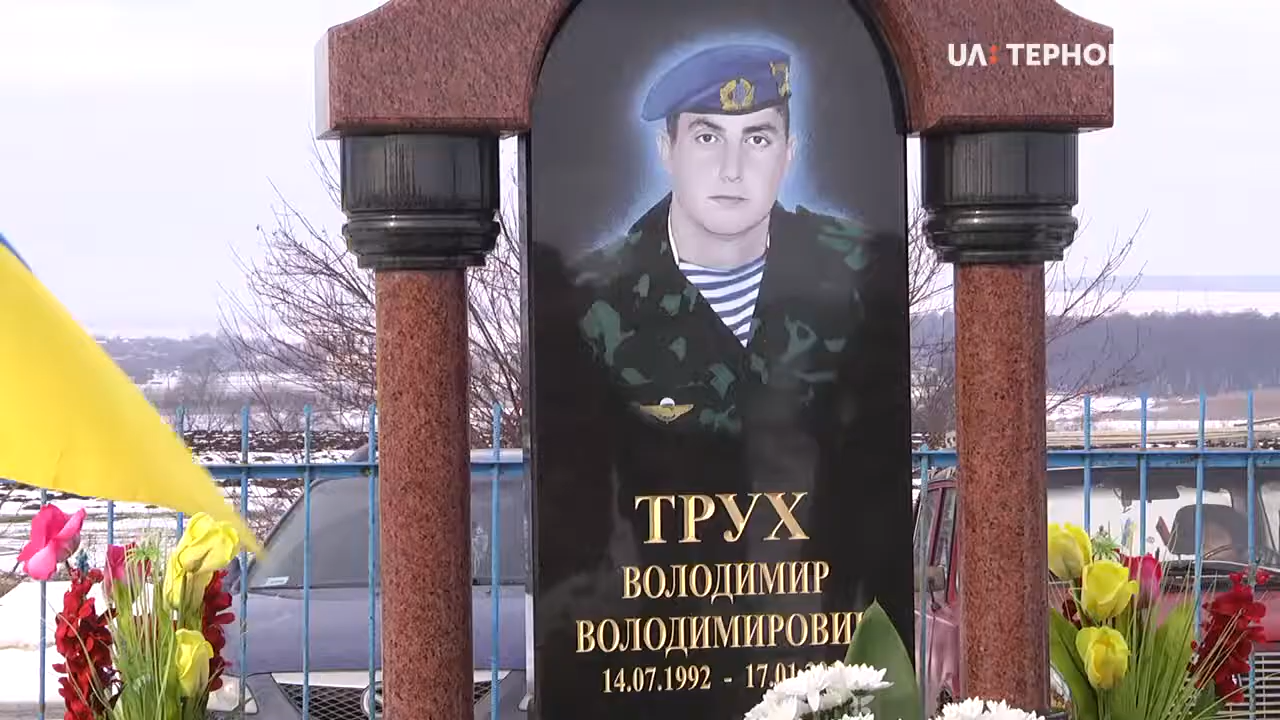 UA: ТЕРНОП
ТРУХ
ВОЛОДИМИР
ВОЛОДИМИРОВИЧ
14.07.1992 - 17.01